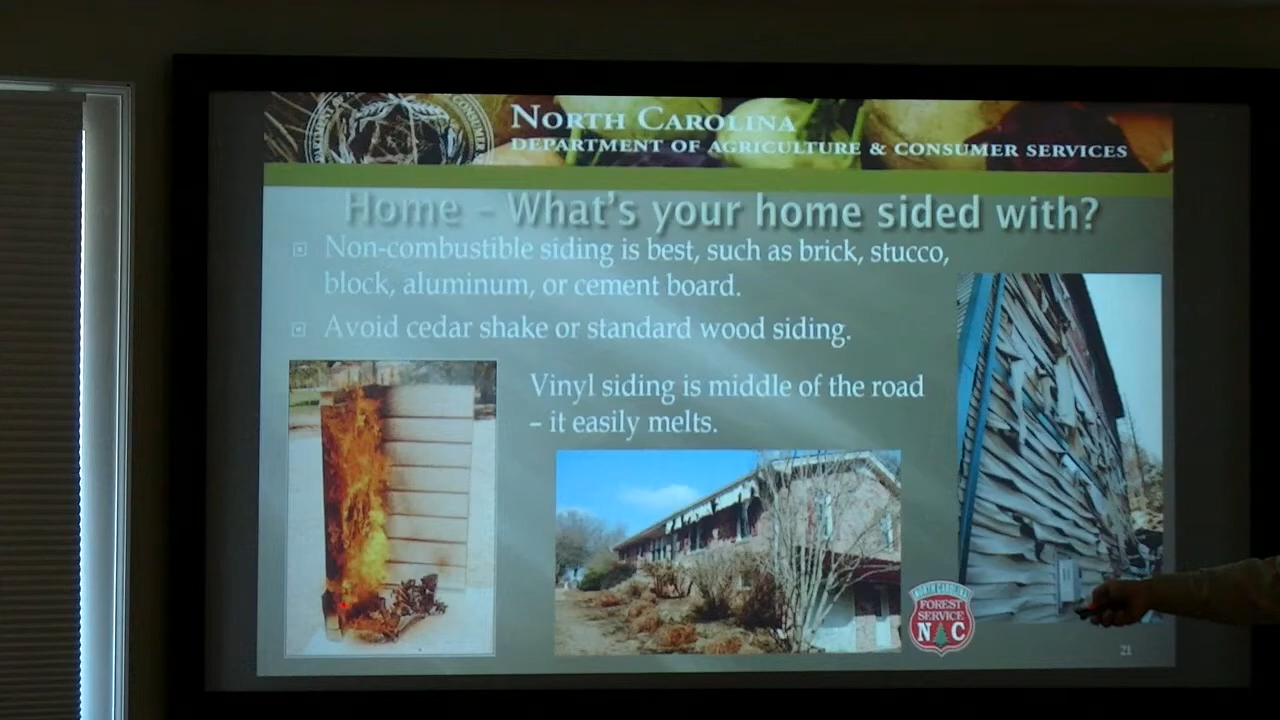 NORTH CAROLINA
DEPARTMENT OF AGRICULTURE & CONSUMER SERVICES
Home – What's your home sided with?
Non-combustible siding is best, such as brick, stucco,
block, aluminum, or cement board.
Avoid cedar shake or standard wood siding.
Vinyl siding is middle of the road
– it easily melts.
NORTH CAROLINA
FOREST
SERVICE
N C
21